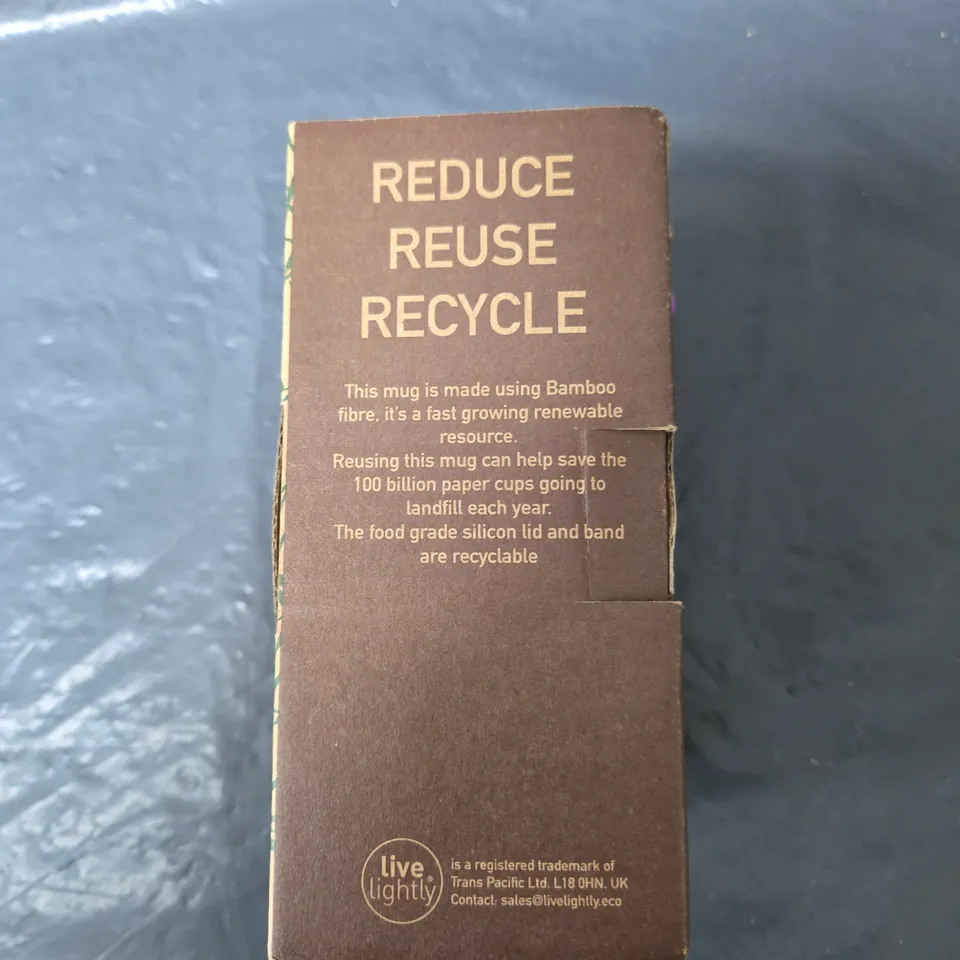 REDUCE
REUSE
RECYCLE
This mug is made using Bamboo
fibre, it's a fast growing renewable
resource.
Reusing this mug can help save the
100 billion paper cups going to
landfill each year.
The food grade silicon lid and band
are recyclable
live
lightly®
is a registered trademark of
Trans Pacific Ltd. L18 0HN. UK
Contact: sales@livelightly.eco